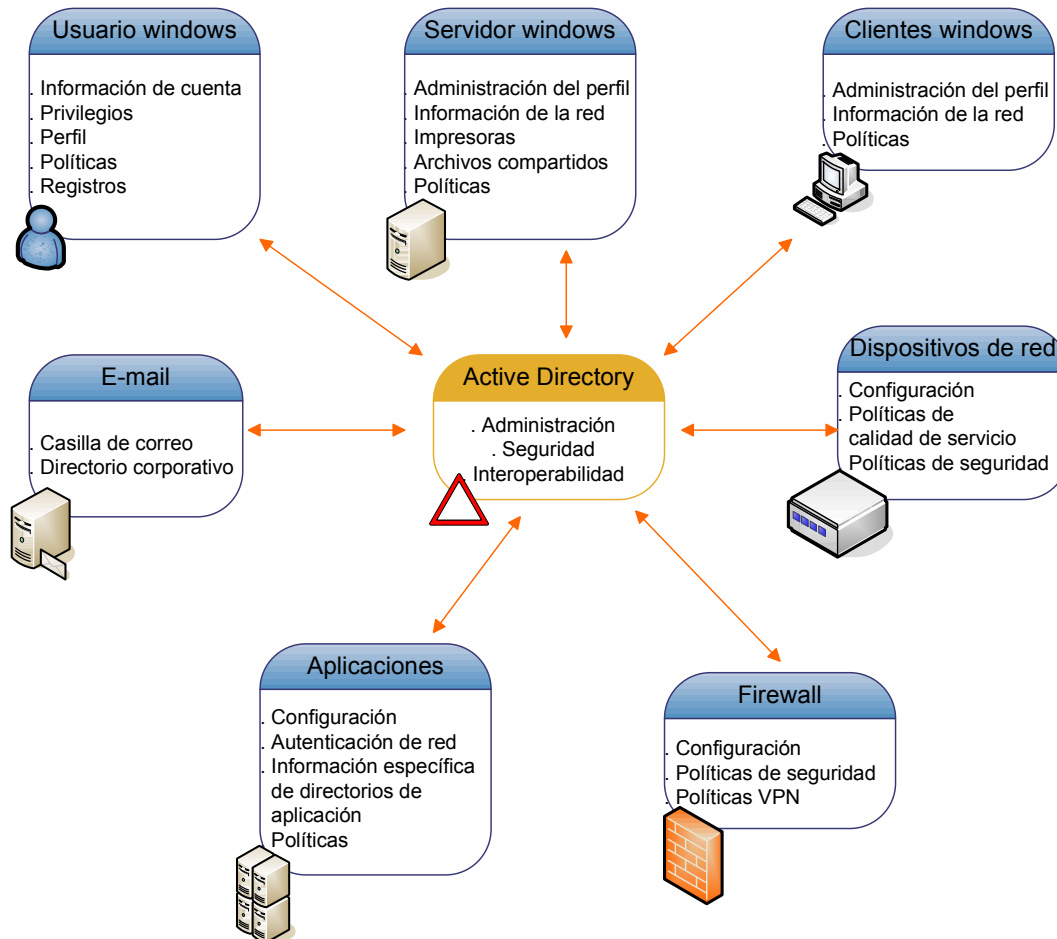 Usuario windows
. Información de cuenta
. Privilegios
. Perfil
. Políticas
. Registros
Servidor windows
. Administración del perfil
. Información de la red
. Impresoras
. Archivos compartidos
. Políticas
Clientes windows
. Administración del perfil
. Información de la red
. Políticas
E-mail
. Casilla de correo
. Directorio corporativo
Active Directory
. Administración
. Seguridad
. Interoperabilidad
Dispositivos de red
. Configuración
. Políticas de
calidad de servicio
. Políticas de seguridad
Aplicaciones
. Configuración
. Autenticación de red
. Información específica
de directorios de
aplicación
. Políticas
Firewall
. Configuración
. Políticas de seguridad
. Políticas VPN